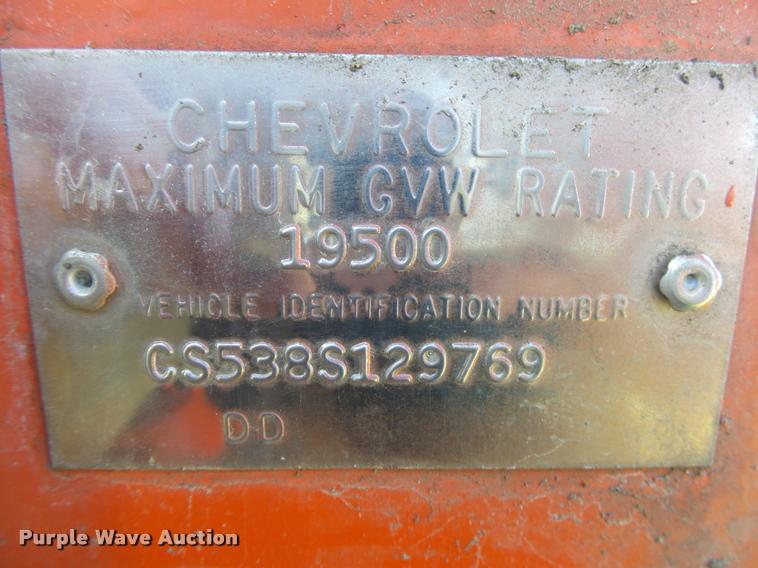 CHEVROLET
MAXIMUM GVW RATING
19500
VEHICLE IDENTIFICATION NUMBER
CS538S129769
DD
Purple Wave Auction